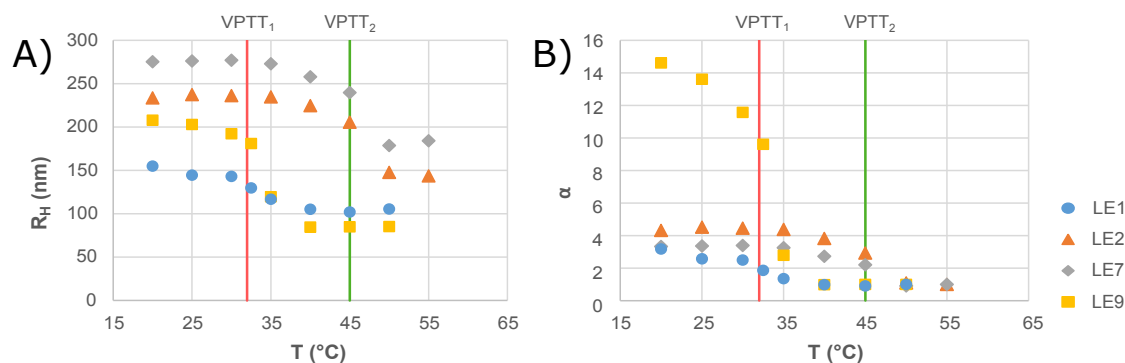 A)
VPTT1 VPTT2
300
250
200
150
100
50
0
RH (nm)
15 25 35 45 55 65
T (°C)
B)
VPTT1 VPTT2
16
14
12
10
8
6
4
2
0
α
15 25 35 45 55 65
T (°C)
LE1
LE2
LE7
LE9